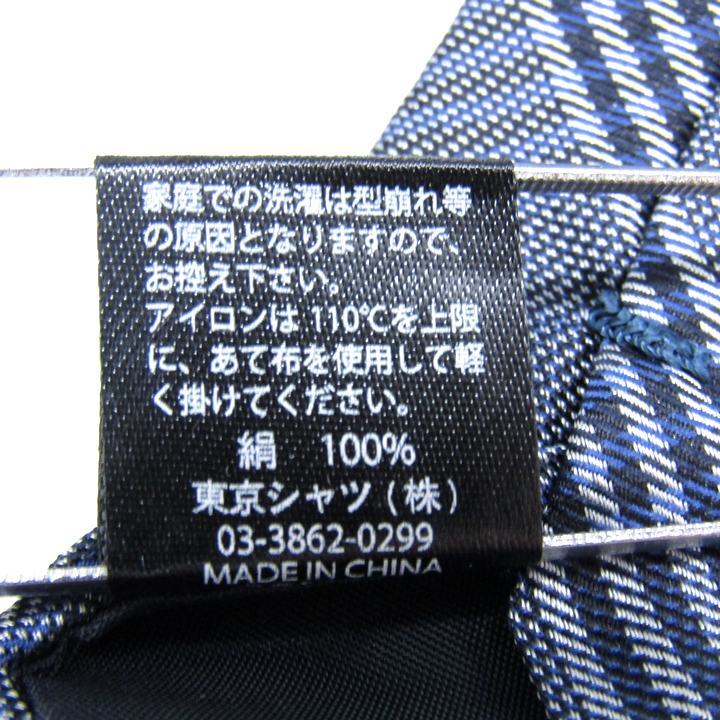 家庭での洗濯は型崩れ等
の原因となりますので、
お控え下さい。
アイロンは 110℃を上限
に、あて布を使用して軽
く掛けてください。
絹 100%
東京シャツ (株)
03-3862-0299
MADE IN CHINA